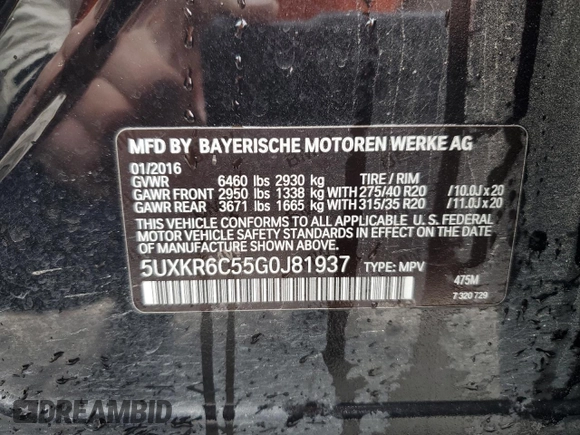 MFD BY BAYERISCHE MOTOREN WERKE AG
01/2016
GVWR 6460 lbs 2930 kg TIRE / RIM
GAWR FRONT 2950 lbs 1338 kg WITH 275/40 R20 /10.0J x 20
GAWR REAR 3671 lbs 1665 kg WITH 315/35 R20 /11.0J x 20
THIS VEHICLE CONFORMS TO ALL APPLICABLE U. S. FEDERAL
MOTOR VEHICLE SAFETY STANDARDS IN EFFECT ON THE DATE
OF MANUFACTURE SHOWN ABOVE.
5UXKR6C55G0J81937 TYPE: MPV
475M
7 320 729
DREAMBID